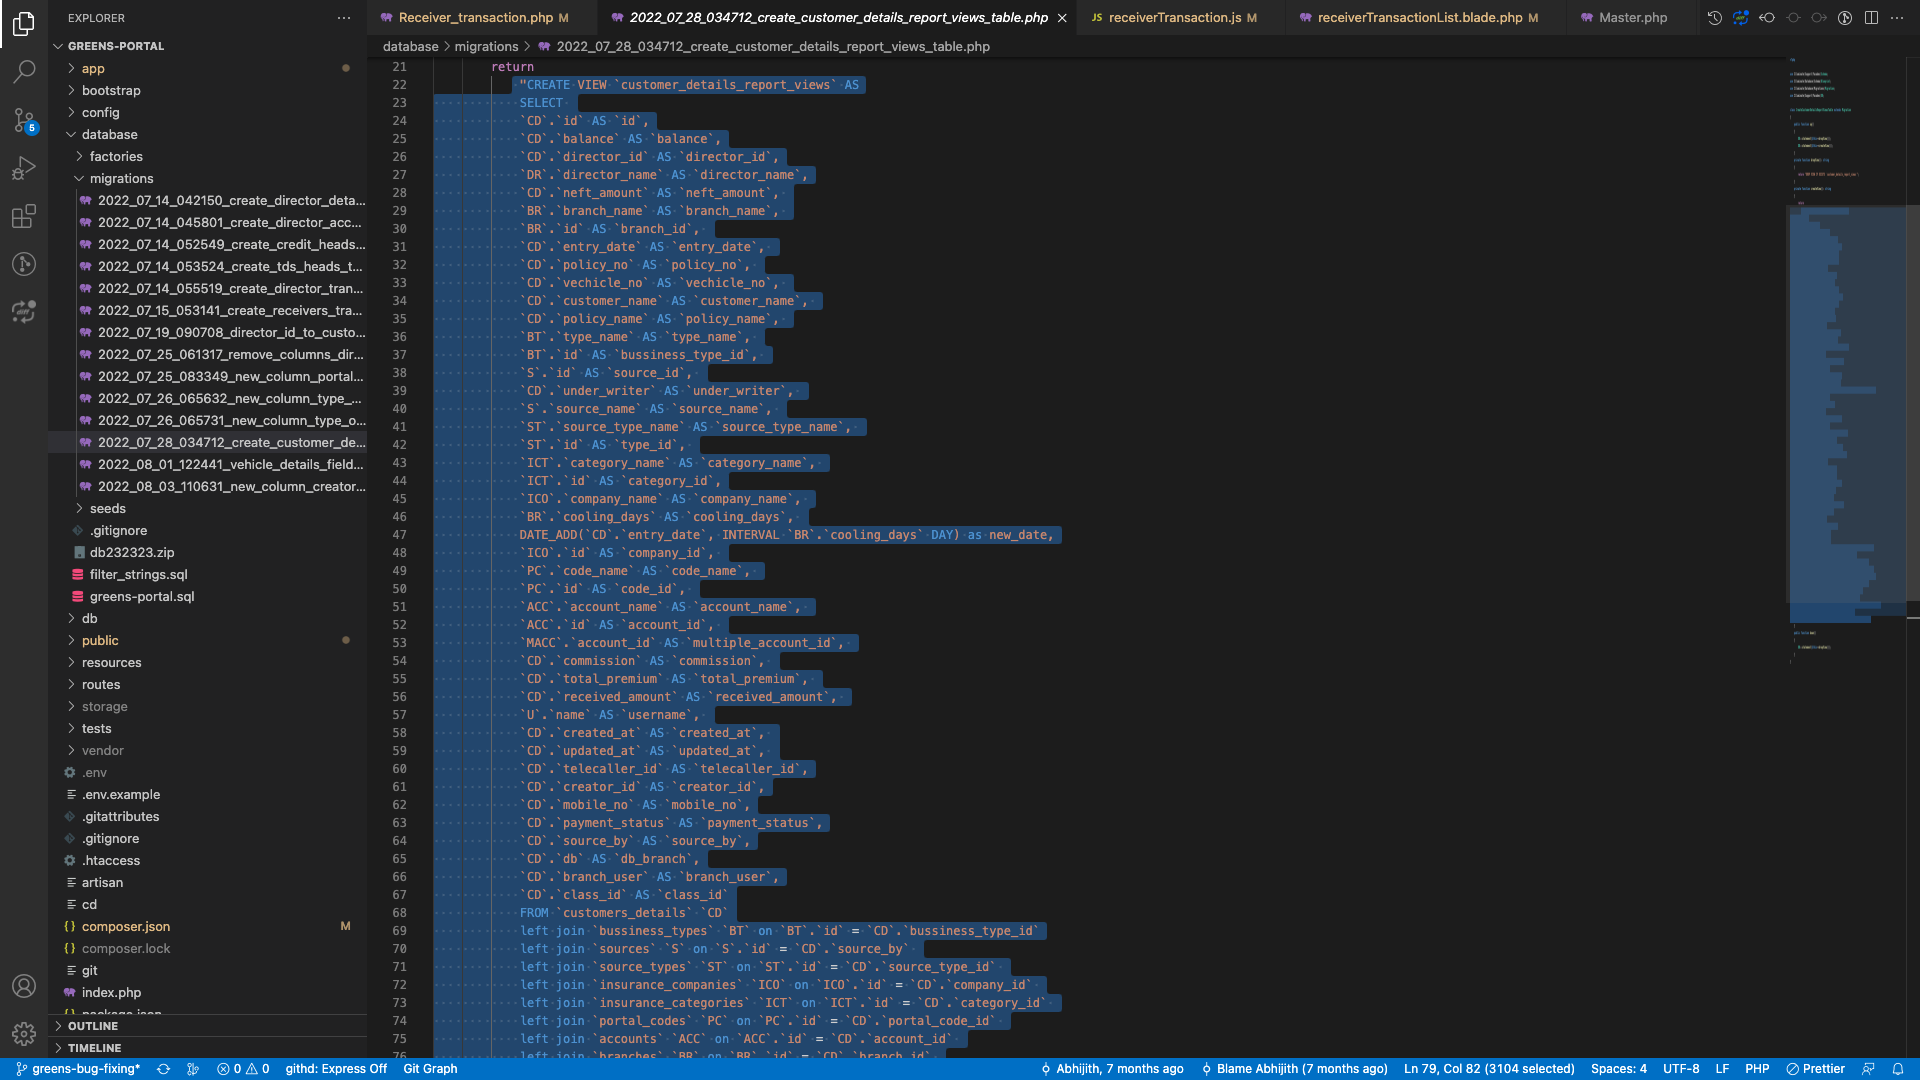 EXPLORER
GREENS-PORTAL
app
bootstrap
config
database
factories
migrations
2022_07_14_042150_create_director_deta...
2022_07_14_045801_create_director_acc...
2022_07_14_052549_create_credit_heads...
2022_07_14_053524_create_tds_heads_t...
2022_07_14_055519_create_director_tran...
2022_07_15_053141_create_receivers_tra...
2022_07_19_090708_director_id_to_custo...
2022_07_25_061317_remove_columns_dir...
2022_07_25_083349_new_column_portal...
2022_07_26_065632_new_column_type_...
2022_07_26_065731_new_column_type_o...
2022_07_28_034712_create_customer_de...
2022_08_01_122441_vehicle_details_field...
2022_08_03_110631_new_column_creator...
seeds
.gitignore
db232323.zip
filter_strings.sql
greens-portal.sql
db
public
resources
routes
storage
tests
vendor
.env
.env.example
.gitattributes
.gitignore
.htaccess
artisan
cd
composer.json M
composer.lock
git
index.php
package.json
OUTLINE
TIMELINE
5
Receiver_transaction.php M
2022_07_28_034712_create_customer_details_report_views_table.php
JS receiverTransaction.js M
receiverTransactionList.blade.php M
Master.php
database > migrations > 2022_07_28_034712_create_customer_details_report_views_table.php
21 return
22 "CREATE VIEW `customer_details_report_views` AS
23 SELECT
24 `CD`.`id` AS `id`,
25 `CD`.`balance` AS `balance`,
26 `CD`.`director_id` AS `director_id`,
27 `DR`.`director_name` AS `director_name`,
28 `CD`.`neft_amount` AS `neft_amount`,
29 `BR`.`branch_name` AS `branch_name`,
30 `BR`.`id` AS `branch_id`,
31 `CD`.`entry_date` AS `entry_date`,
32 `CD`.`policy_no` AS `policy_no`,
33 `CD`.`vechicle_no` AS `vechicle_no`,
34 `CD`.`customer_name` AS `customer_name`,
35 `CD`.`policy_name` AS `policy_name`,
36 `BT`.`type_name` AS `type_name`,
37 `BT`.`id` AS `bussiness_type_id`,
38 `S`.`id` AS `source_id`,
39 `CD`.`under_writer` AS `under_writer`,
40 `S`.`source_name` AS `source_name`,
41 `ST`.`source_type_name` AS `source_type_name`,
42 `ST`.`id` AS `type_id`,
43 `ICT`.`category_name` AS `category_name`,
44 `ICT`.`id` AS `category_id`,
45 `ICO`.`company_name` AS `company_name`,
46 `BR`.`cooling_days` AS `cooling_days`,
47 DATE_ADD(`CD`.`entry_date`, INTERVAL `BR`.`cooling_days` DAY) as new_date,
48 `ICO`.`id` AS `company_id`,
49 `PC`.`code_name` AS `code_name`,
50 `PC`.`id` AS `code_id`,
51 `ACC`.`account_name` AS `account_name`,
52 `ACC`.`id` AS `account_id`,
53 `MACC`.`account_id` AS `multiple_account_id`,
54 `CD`.`commission` AS `commission`,
55 `CD`.`total_premium` AS `total_premium`,
56 `CD`.`received_amount` AS `received_amount`,
57 `U`.`name` AS `username`,
58 `CD`.`created_at` AS `created_at`,
59 `CD`.`updated_at` AS `updated_at`,
60 `CD`.`telecaller_id` AS `telecaller_id`,
61 `CD`.`creator_id` AS `creator_id`,
62 `CD`.`mobile_no` AS `mobile_no`,
63 `CD`.`payment_status` AS `payment_status`,
64 `CD`.`source_by` AS `source_by`,
65 `CD`.`db` AS `db_branch`,
66 `CD`.`branch_user` AS `branch_user`,
67 `CD`.`class_id` AS `class_id`
68 FROM `customers_details` `CD`
69 left join `bussiness_types` `BT` on `BT`.`id` = `CD`.`bussiness_type_id`
70 left join `sources` `S` on `S`.`id` = `CD`.`source_by`
71 left join `source_types` `ST` on `ST`.`id` = `CD`.`source_type_id`
72 left join `insurance_companies` `ICO` on `ICO`.`id` = `CD`.`company_id`
73 left join `insurance_categories` `ICT` on `ICT`.`id` = `CD`.`category_id`
74 left join `portal_codes` `PC` on `PC`.`id` = `CD`.`portal_code_id`
75 left join `accounts` `ACC` on `ACC`.`id` = `CD`.`account_id`
76 left join `branches` `BR` on `BR`.`id` = `CD`.`branch_id`
greens-bug-fixing* 0 0 githd: Express Off Git Graph Abhijith, 7 months ago Blame Abhijith (7 months ago) Ln 79, Col 82 (3104 selected) Spaces: 4 UTF-8 LF PHP Prettier